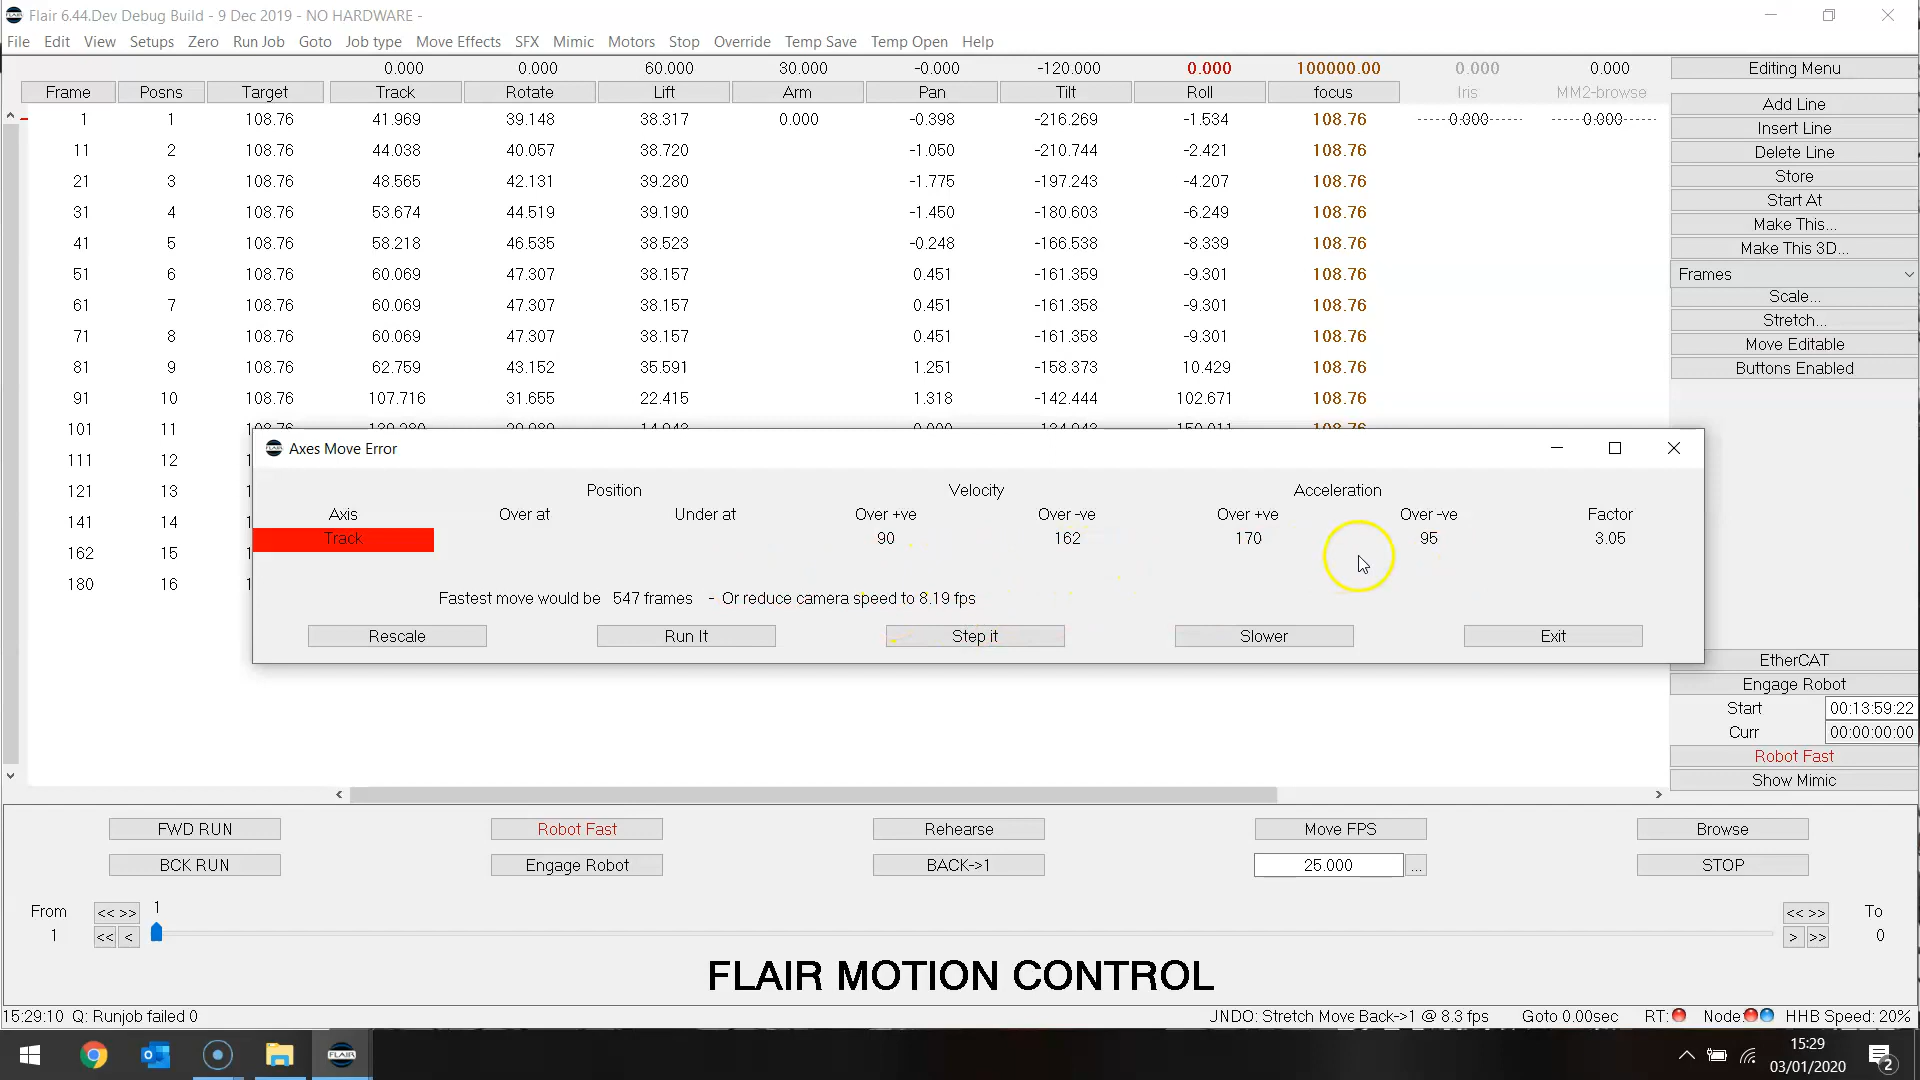 Flair 6.44.Dev Debug Build - 9 Dec 2019 - NO HARDWARE -
File Edit View Setups Zero Run Job Goto Job type Move Effects SFX Mimic Motors Stop Override Temp Save Temp Open Help
0.000 0.000 60.000 30.000 -0.000 -120.000 0.000 100000.00 0.000 0.000 Editing Menu
Frame Posns Target Track Rotate Lift Arm Pan Tilt Roll focus Iris MM2-browse
1 1 108.76 41.969 39.148 38.317 0.000 -0.398 -216.269 -1.534 108.76 0.000 0.000
11 2 108.76 44.038 40.057 38.720 -1.050 -210.744 -2.421 108.76
21 3 108.76 48.565 42.131 39.280 -1.775 -197.243 -4.207 108.76
31 4 108.76 53.674 44.519 39.190 -1.450 -180.603 -6.249 108.76
41 5 108.76 58.218 46.535 38.523 -0.248 -166.538 -8.339 108.76
51 6 108.76 60.069 47.307 38.157 0.451 -161.359 -9.301 108.76
61 7 108.76 60.069 47.307 38.157 0.451 -161.358 -9.301 108.76
71 8 108.76 60.069 47.307 38.157 0.451 -161.358 -9.301 108.76
81 9 108.76 62.759 43.152 35.591 1.251 -158.373 10.429 108.76
91 10 108.76 107.716 31.655 22.415 1.318 -142.444 102.671 108.76
101 11
111 12
121 13
141 14
162 15
180 16
Add Line
Insert Line
Delete Line
Store
Start At
Make This...
Make This 3D...
Frames
Scale...
Stretch...
Move Editable
Buttons Enabled
Axes Move Error
Position Velocity Acceleration
Axis Over at Under at Over +ve Over -ve Over +ve Over -ve Factor
Track 90 162 170 95 3.05
Fastest move would be 547 frames - Or reduce camera speed to 8.19 fps
Rescale Run It Step it Slower Exit
EtherCAT
Engage Robot
Start 00:13:59:22
Curr 00:00:00:00
Robot Fast
Show Mimic
FWD RUN Robot Fast Rehearse Move FPS Browse
BCK RUN Engage Robot BACK->1 25.000 ... STOP
From << >> 1 << >> To
1 << < > >> 0
FLAIR MOTION CONTROL
15:29:10 Q: Runjob failed 0 JNDO: Stretch Move Back->1 @ 8.3 fps Goto 0.00sec RT: Node: HHB Speed: 20%
FLAIR
15:29
03/01/2020
2